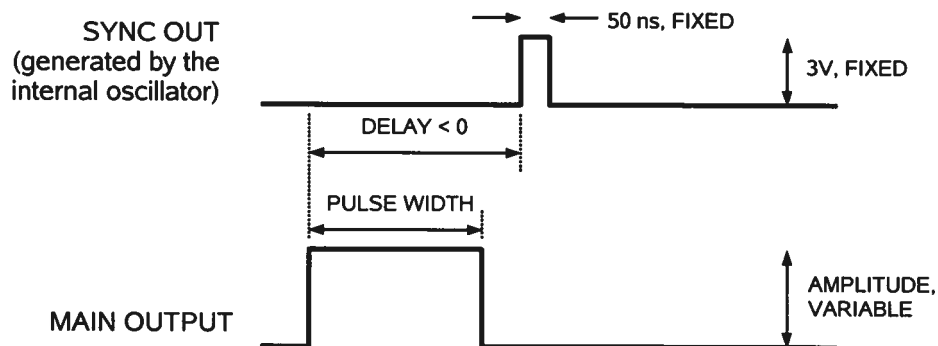 50 ns, FIXED
SYNC OUT
(generated by the
internal oscillator)
3V, FIXED
DELAY < 0
PULSE WIDTH
AMPLITUDE,
VARIABLE
MAIN OUTPUT